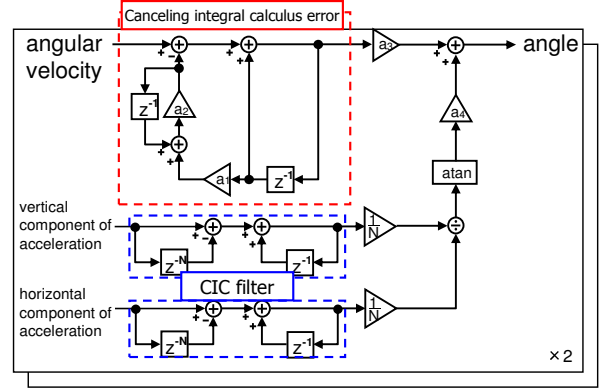 Canceling integral calculus error
angular
velocity
+
+
−
+
+
+
a₃
+
+
+
angle
z⁻¹
a₂
a₄
+
+
+
a₁
z⁻¹
atan
vertical
component of
acceleration
+
−
+
+
+
1/N
÷
z⁻ᴺ
z⁻¹
CIC filter
horizontal
component of
acceleration
+
−
+
+
+
1/N
z⁻ᴺ
z⁻¹
×2